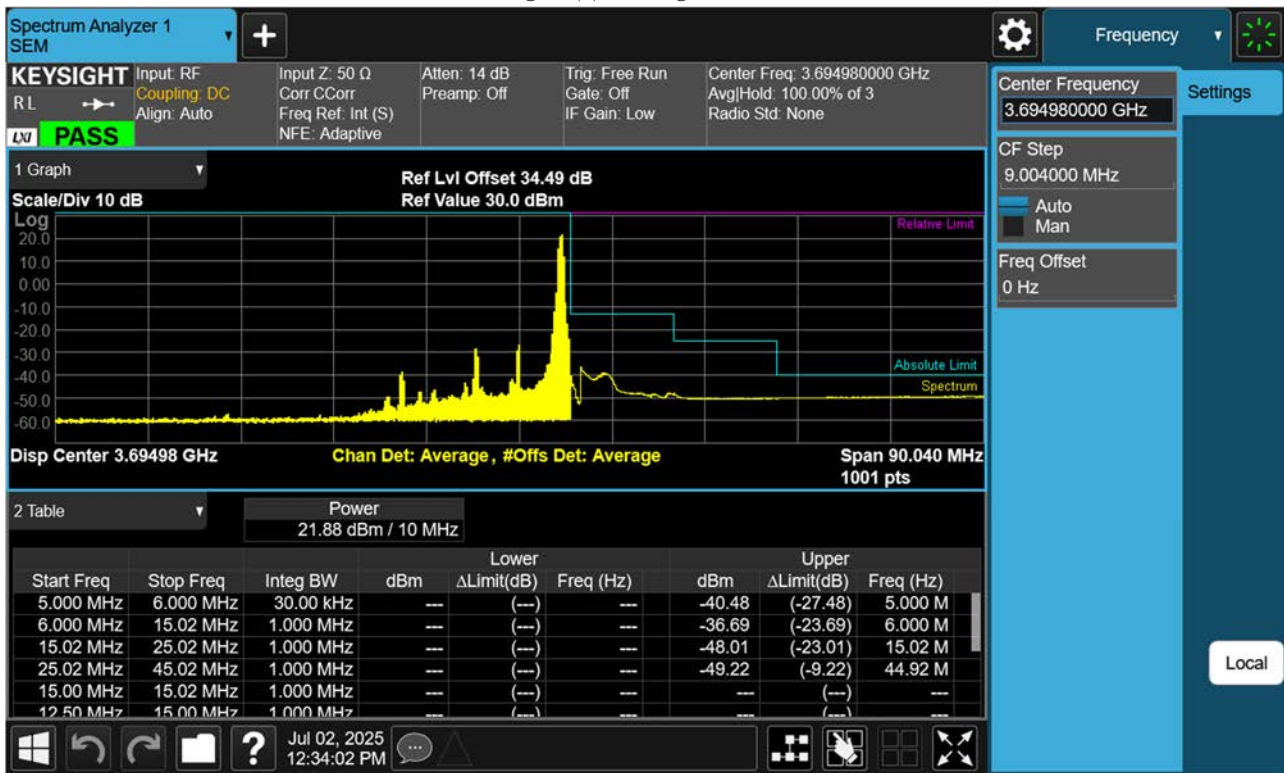 Spectrum Analyzer 1
SEM
Frequency
KEYSIGHT
R L
LXI PASS
Input: RF
Coupling: DC
Align: Auto
Input Z: 50 Ω
Corr CCorr
Freq Ref: Int (S)
NFE: Adaptive
Atten: 14 dB
Preamp: Off
Trig: Free Run
Gate: Off
IF Gain: Low
Center Freq: 3.694980000 GHz
Avg|Hold: 100.00% of 3
Radio Std: None
Center Frequency
3.694980000 GHz
Settings
CF Step
9.004000 MHz
Auto
Man
Freq Offset
0 Hz
Local
1 Graph
Scale/Div 10 dB
Ref Lvl Offset 34.49 dB
Ref Value 30.0 dBm
Log
20.0
10.0
0.00
-10.0
-20.0
-30.0
-40.0
-50.0
-60.0
Relative Limit
Absolute Limit
Spectrum
Disp Center 3.69498 GHz Chan Det: Average , #Offs Det: Average Span 90.040 MHz
1001 pts
2 Table
Power
21.88 dBm / 10 MHz
Lower Upper
Start Freq Stop Freq Integ BW dBm ΔLimit(dB) Freq (Hz) dBm ΔLimit(dB) Freq (Hz)
5.000 MHz 6.000 MHz 30.00 kHz --- (---) --- -40.48 (-27.48) 5.000 M
6.000 MHz 15.02 MHz 1.000 MHz --- (---) --- -36.69 (-23.69) 6.000 M
15.02 MHz 25.02 MHz 1.000 MHz --- (---) --- -48.01 (-23.01) 15.02 M
25.02 MHz 45.02 MHz 1.000 MHz --- (---) --- -49.22 (-9.22) 44.92 M
15.00 MHz 15.02 MHz 1.000 MHz --- (---) --- --- (---) ---
12.50 MHz 15.00 MHz 1.000 MHz --- (---) --- --- (---) ---
? Jul 02, 2025
12:34:02 PM